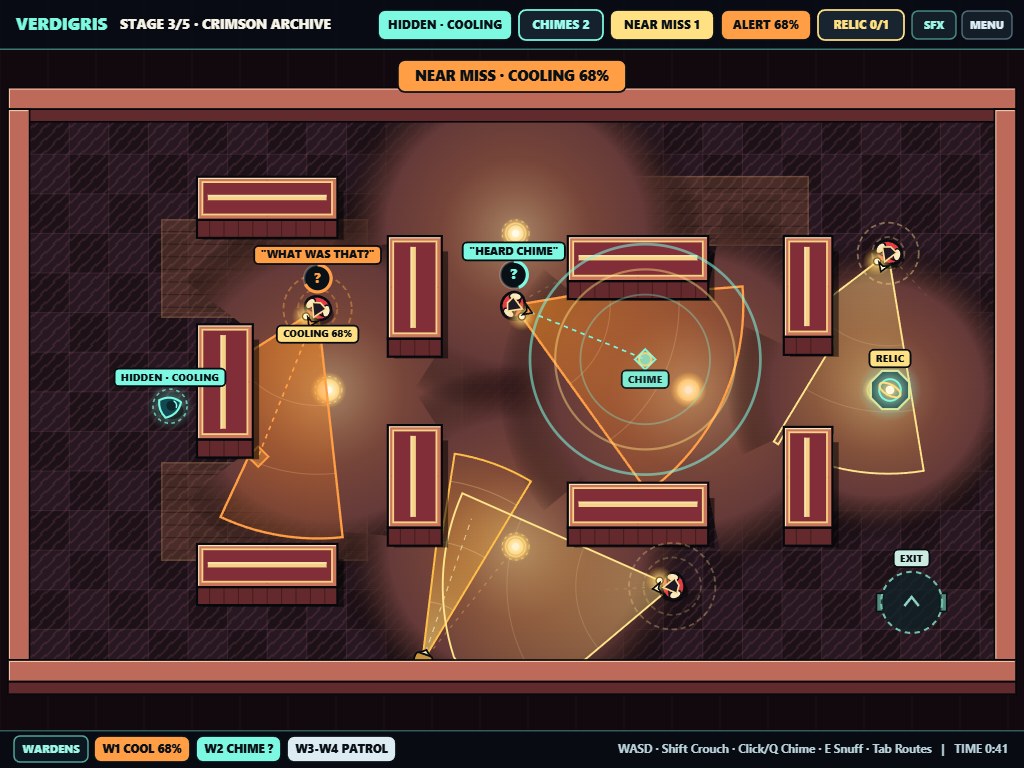 VERDIGRIS STAGE 3/5 · CRIMSON ARCHIVE HIDDEN · COOLING CHIMES 2 NEAR MISS 1 ALERT 68% RELIC 0/1 SFX MENU
NEAR MISS · COOLING 68%
"WHAT WAS THAT?" "HEARD CHIME"
?
?
COOLING 68%
RELIC
HIDDEN · COOLING
CHIME
EXIT
WARDENS W1 COOL 68% W2 CHIME ? W3-W4 PATROL WASD · Shift Crouch · Click/Q Chime · E Snuff · Tab Routes | TIME 0:41